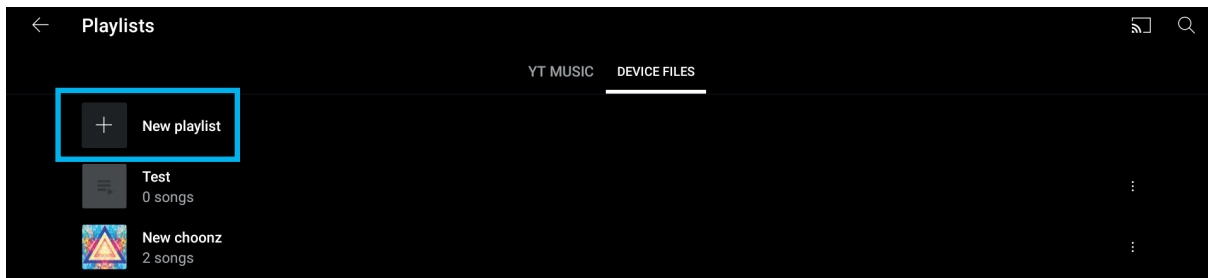 Playlists
YT MUSIC DEVICE FILES
New playlist
Test
0 songs
New choonz
2 songs